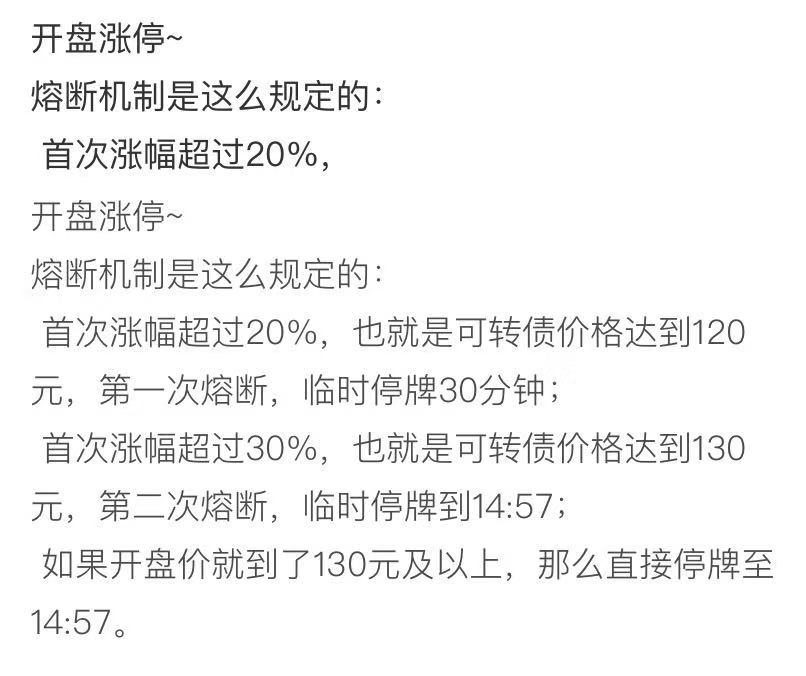 开盘涨停~
熔断机制是这么规定的：
首次涨幅超过20%，
开盘涨停~
熔断机制是这么规定的：
首次涨幅超过20%，也就是可转债价格达到120
元，第一次熔断，临时停牌30分钟；
首次涨幅超过30%，也就是可转债价格达到130
元，第二次熔断，临时停牌到14:57；
如果开盘价就到了130元及以上，那么直接停牌至
14:57。